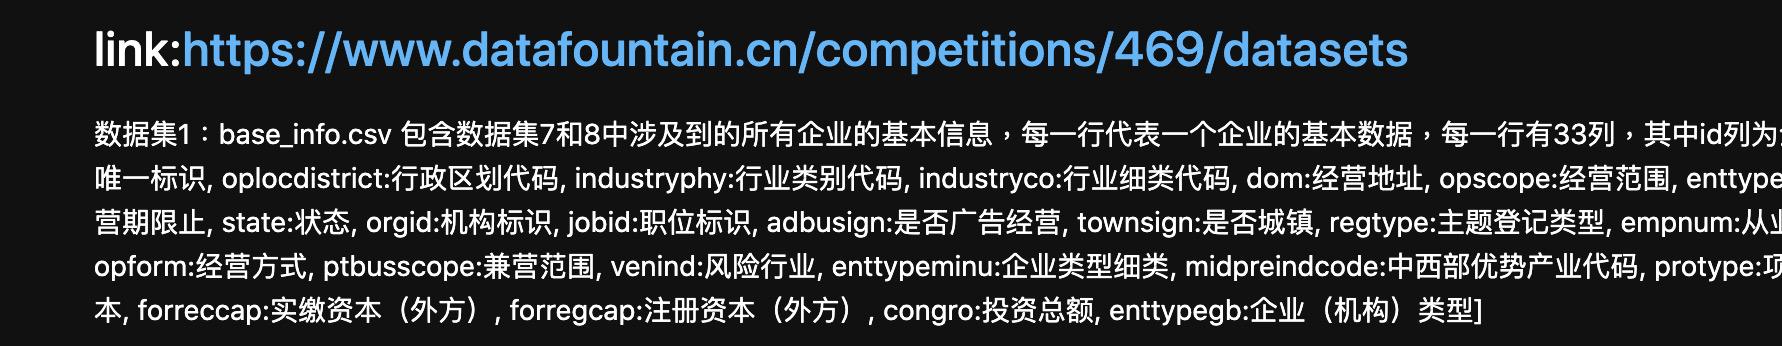 link:https://www.datafountain.cn/competitions/469/datasets
数据集1：base_info.csv 包含数据集7和8中涉及到的所有企业的基本信息，每一行代表一个企业的基本数据，每一行有33列，其中id列为
唯一标识, oplocdistrict:行政区划代码, industryphy:行业类别代码, industryco:行业细类代码, dom:经营地址, opscope:经营范围, enttype
营期限止, state:状态, orgid:机构标识, jobid:职位标识, adbusign:是否广告经营, townsign:是否城镇, regtype:主题登记类型, empnum:从业
opform:经营方式, ptbusscope:兼营范围, venind:风险行业, enttypeminu:企业类型细类, midpreindcode:中西部优势产业代码, protype:项
本, forreccap:实缴资本（外方）, forregcap:注册资本（外方）, congro:投资总额, enttypegb:企业（机构）类型]